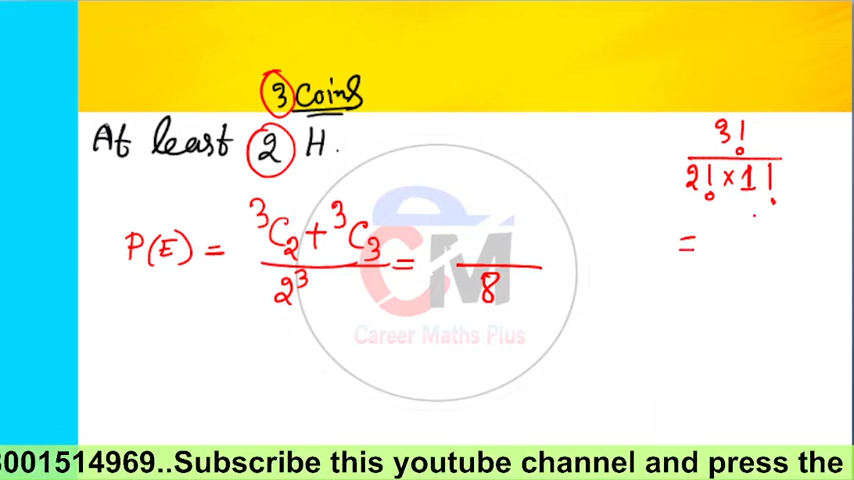 3 Coins
At least 2 H.
P(E) = ³C₂ + ³C₃ / 2³ = / 8
3! / 2! × 1!
=
CM
Career Maths Plus
8001514969..Subscribe this youtube channel and press the